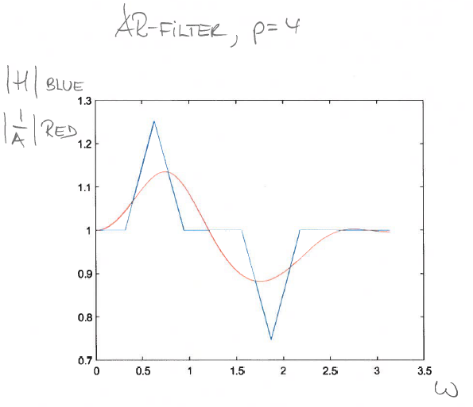 AR-FILTER, p=4
|H| BLUE
|1/A| RED
1.3
1.2
1.1
1
0.9
0.8
0.7
0 0.5 1 1.5 2 2.5 3 3.5
ω